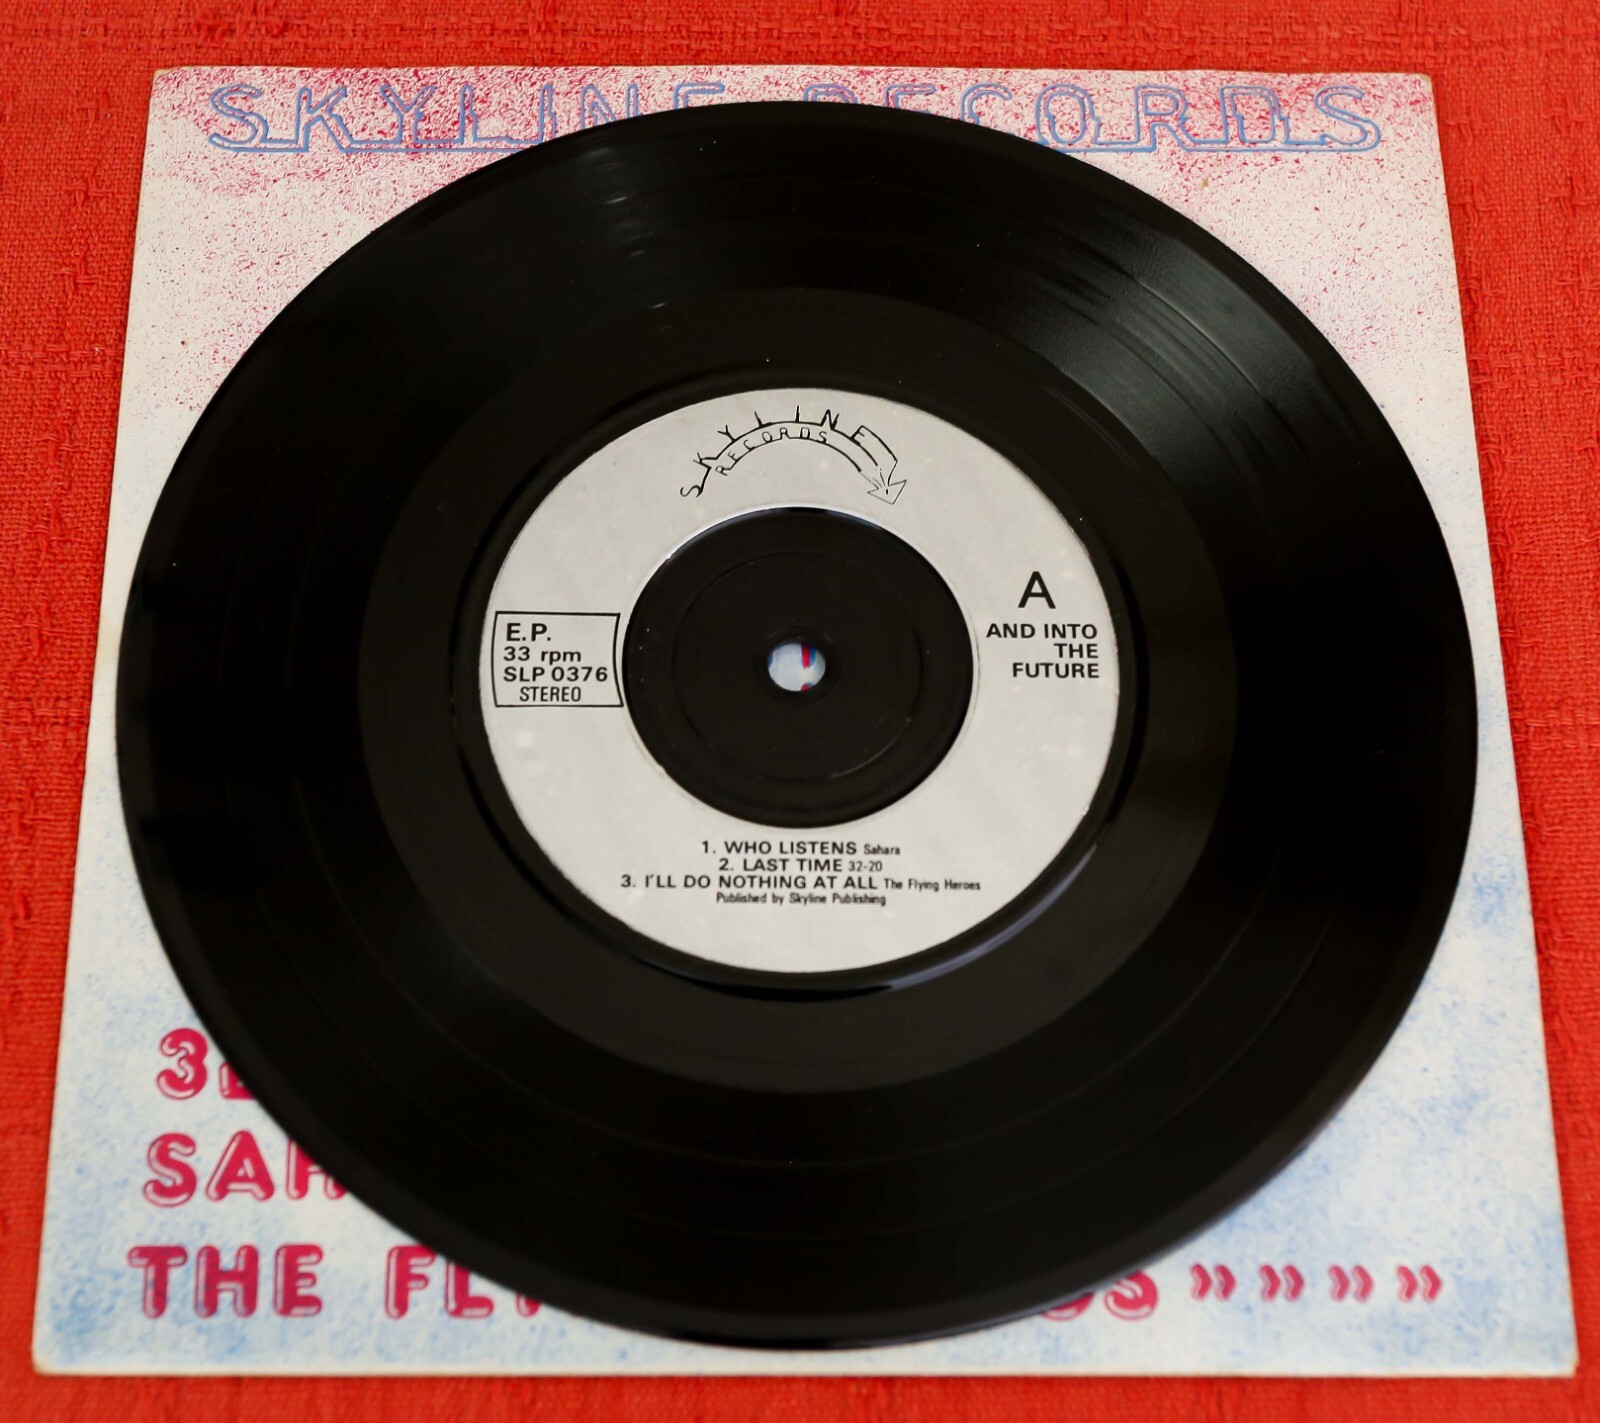 SKYLINE RECORDS
SKYLINE
RECORDS
E.P.
33 rpm
SLP 0376
STEREO
A
AND INTO
THE
FUTURE
1. WHO LISTENS Sahara
2. LAST TIME 32-20
3. I'LL DO NOTHING AT ALL The Flying Heroes
Published by Skyline Publishing
THE »»»»